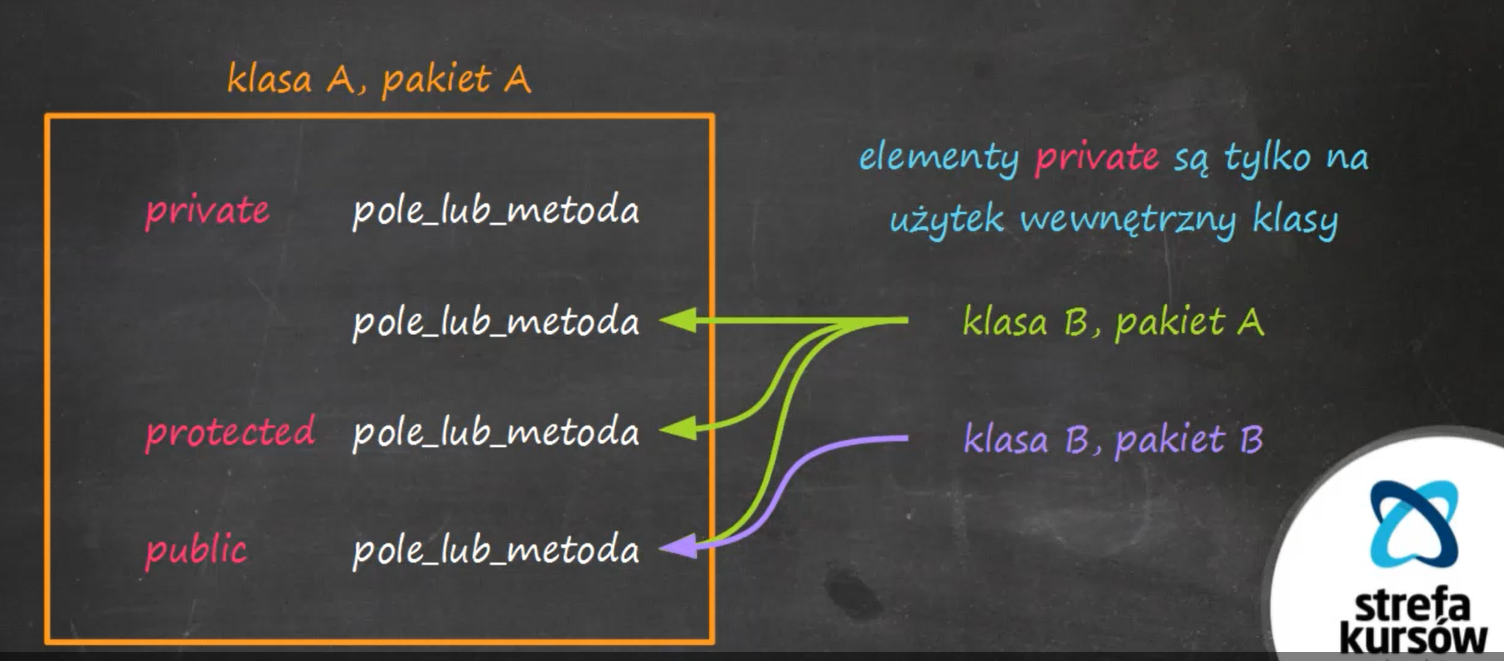 klasa A, pakiet A
elementy private są tylko na
użytek wewnętrzny klasy
private pole_lub_metoda
pole_lub_metoda
klasa B, pakiet A
protected pole_lub_metoda
klasa B, pakiet B
public pole_lub_metoda
strefa
kursów